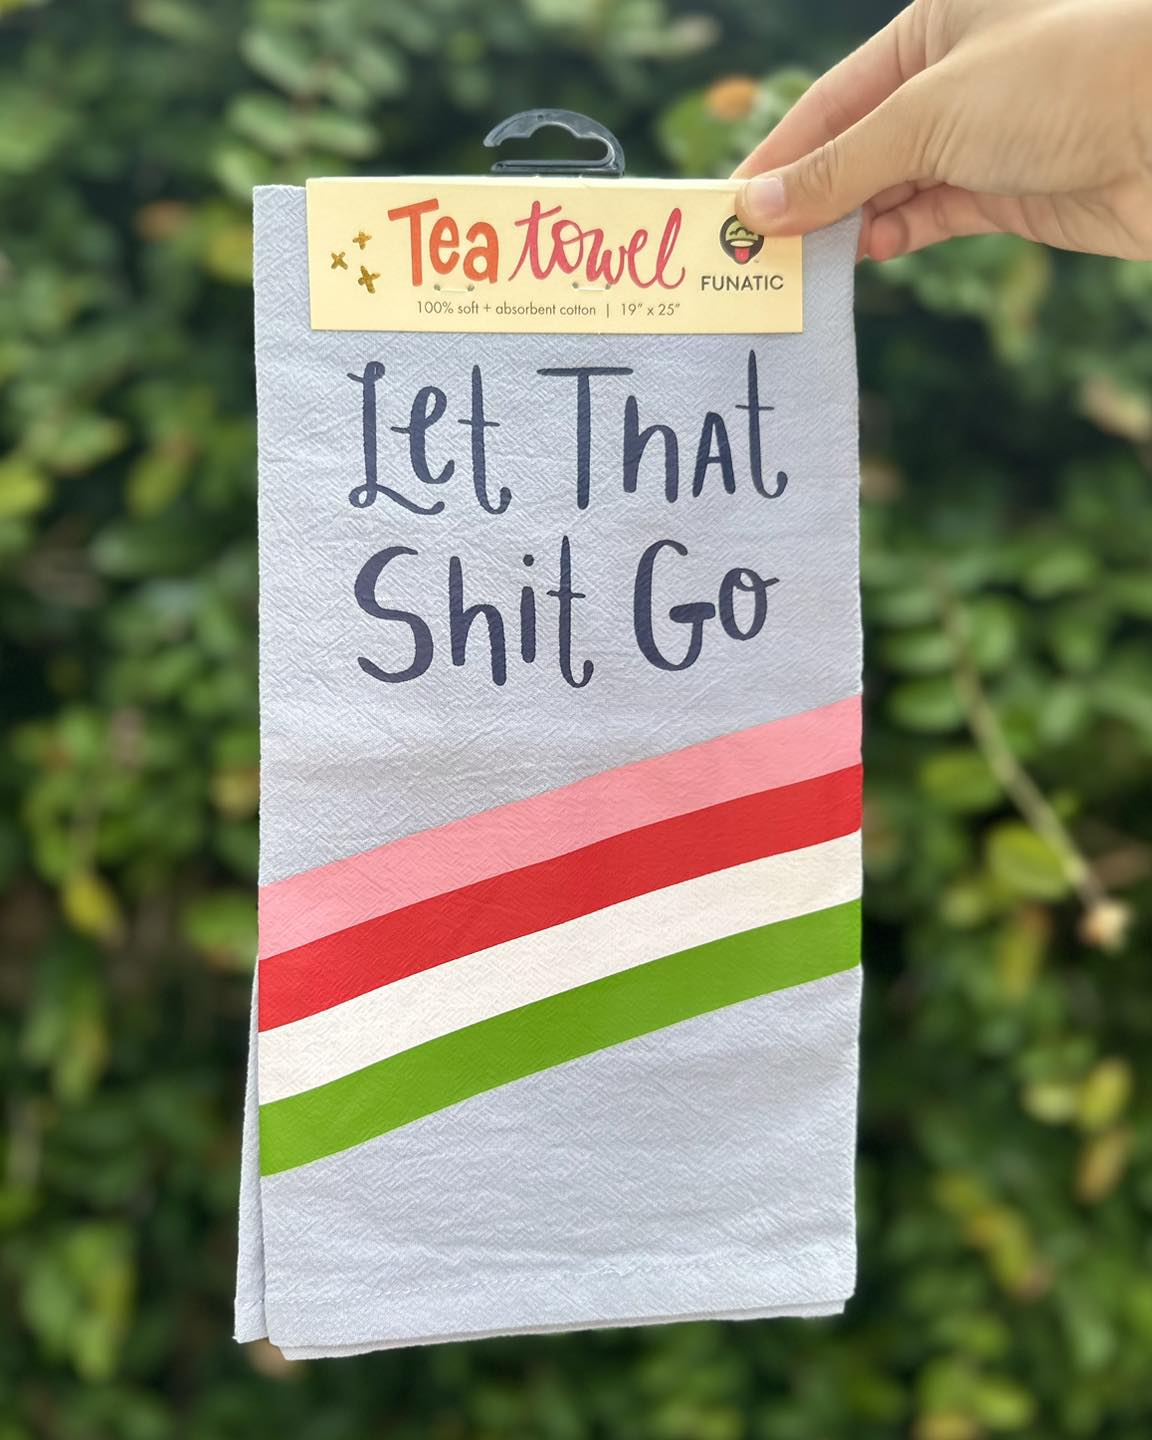 Tea towel
FUNATIC
100% soft + absorbent cotton | 19" x 25"
Let That
Shit Go